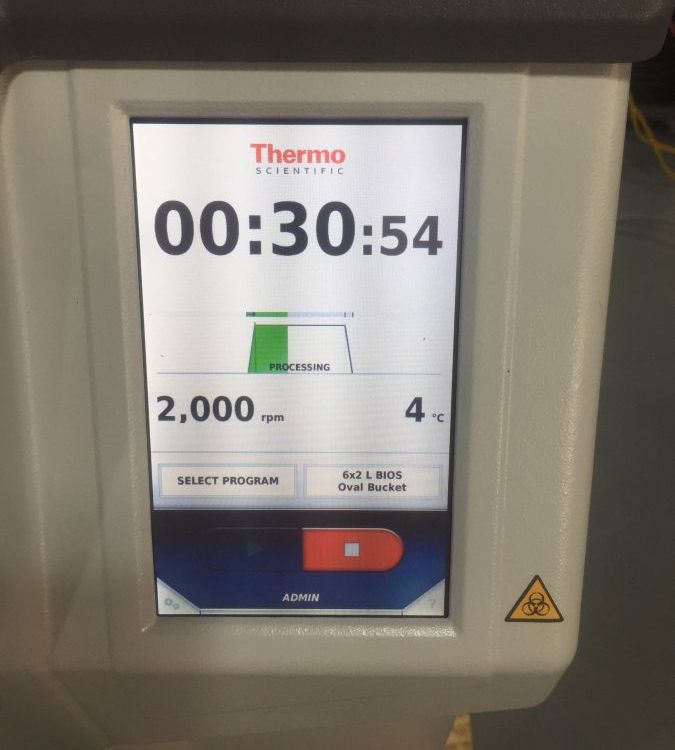 Thermo
SCIENTIFIC
00:30:54
PROCESSING
2,000 rpm
4 °C
SELECT PROGRAM
6x2 L BIOS
Oval Bucket
ADMIN
?